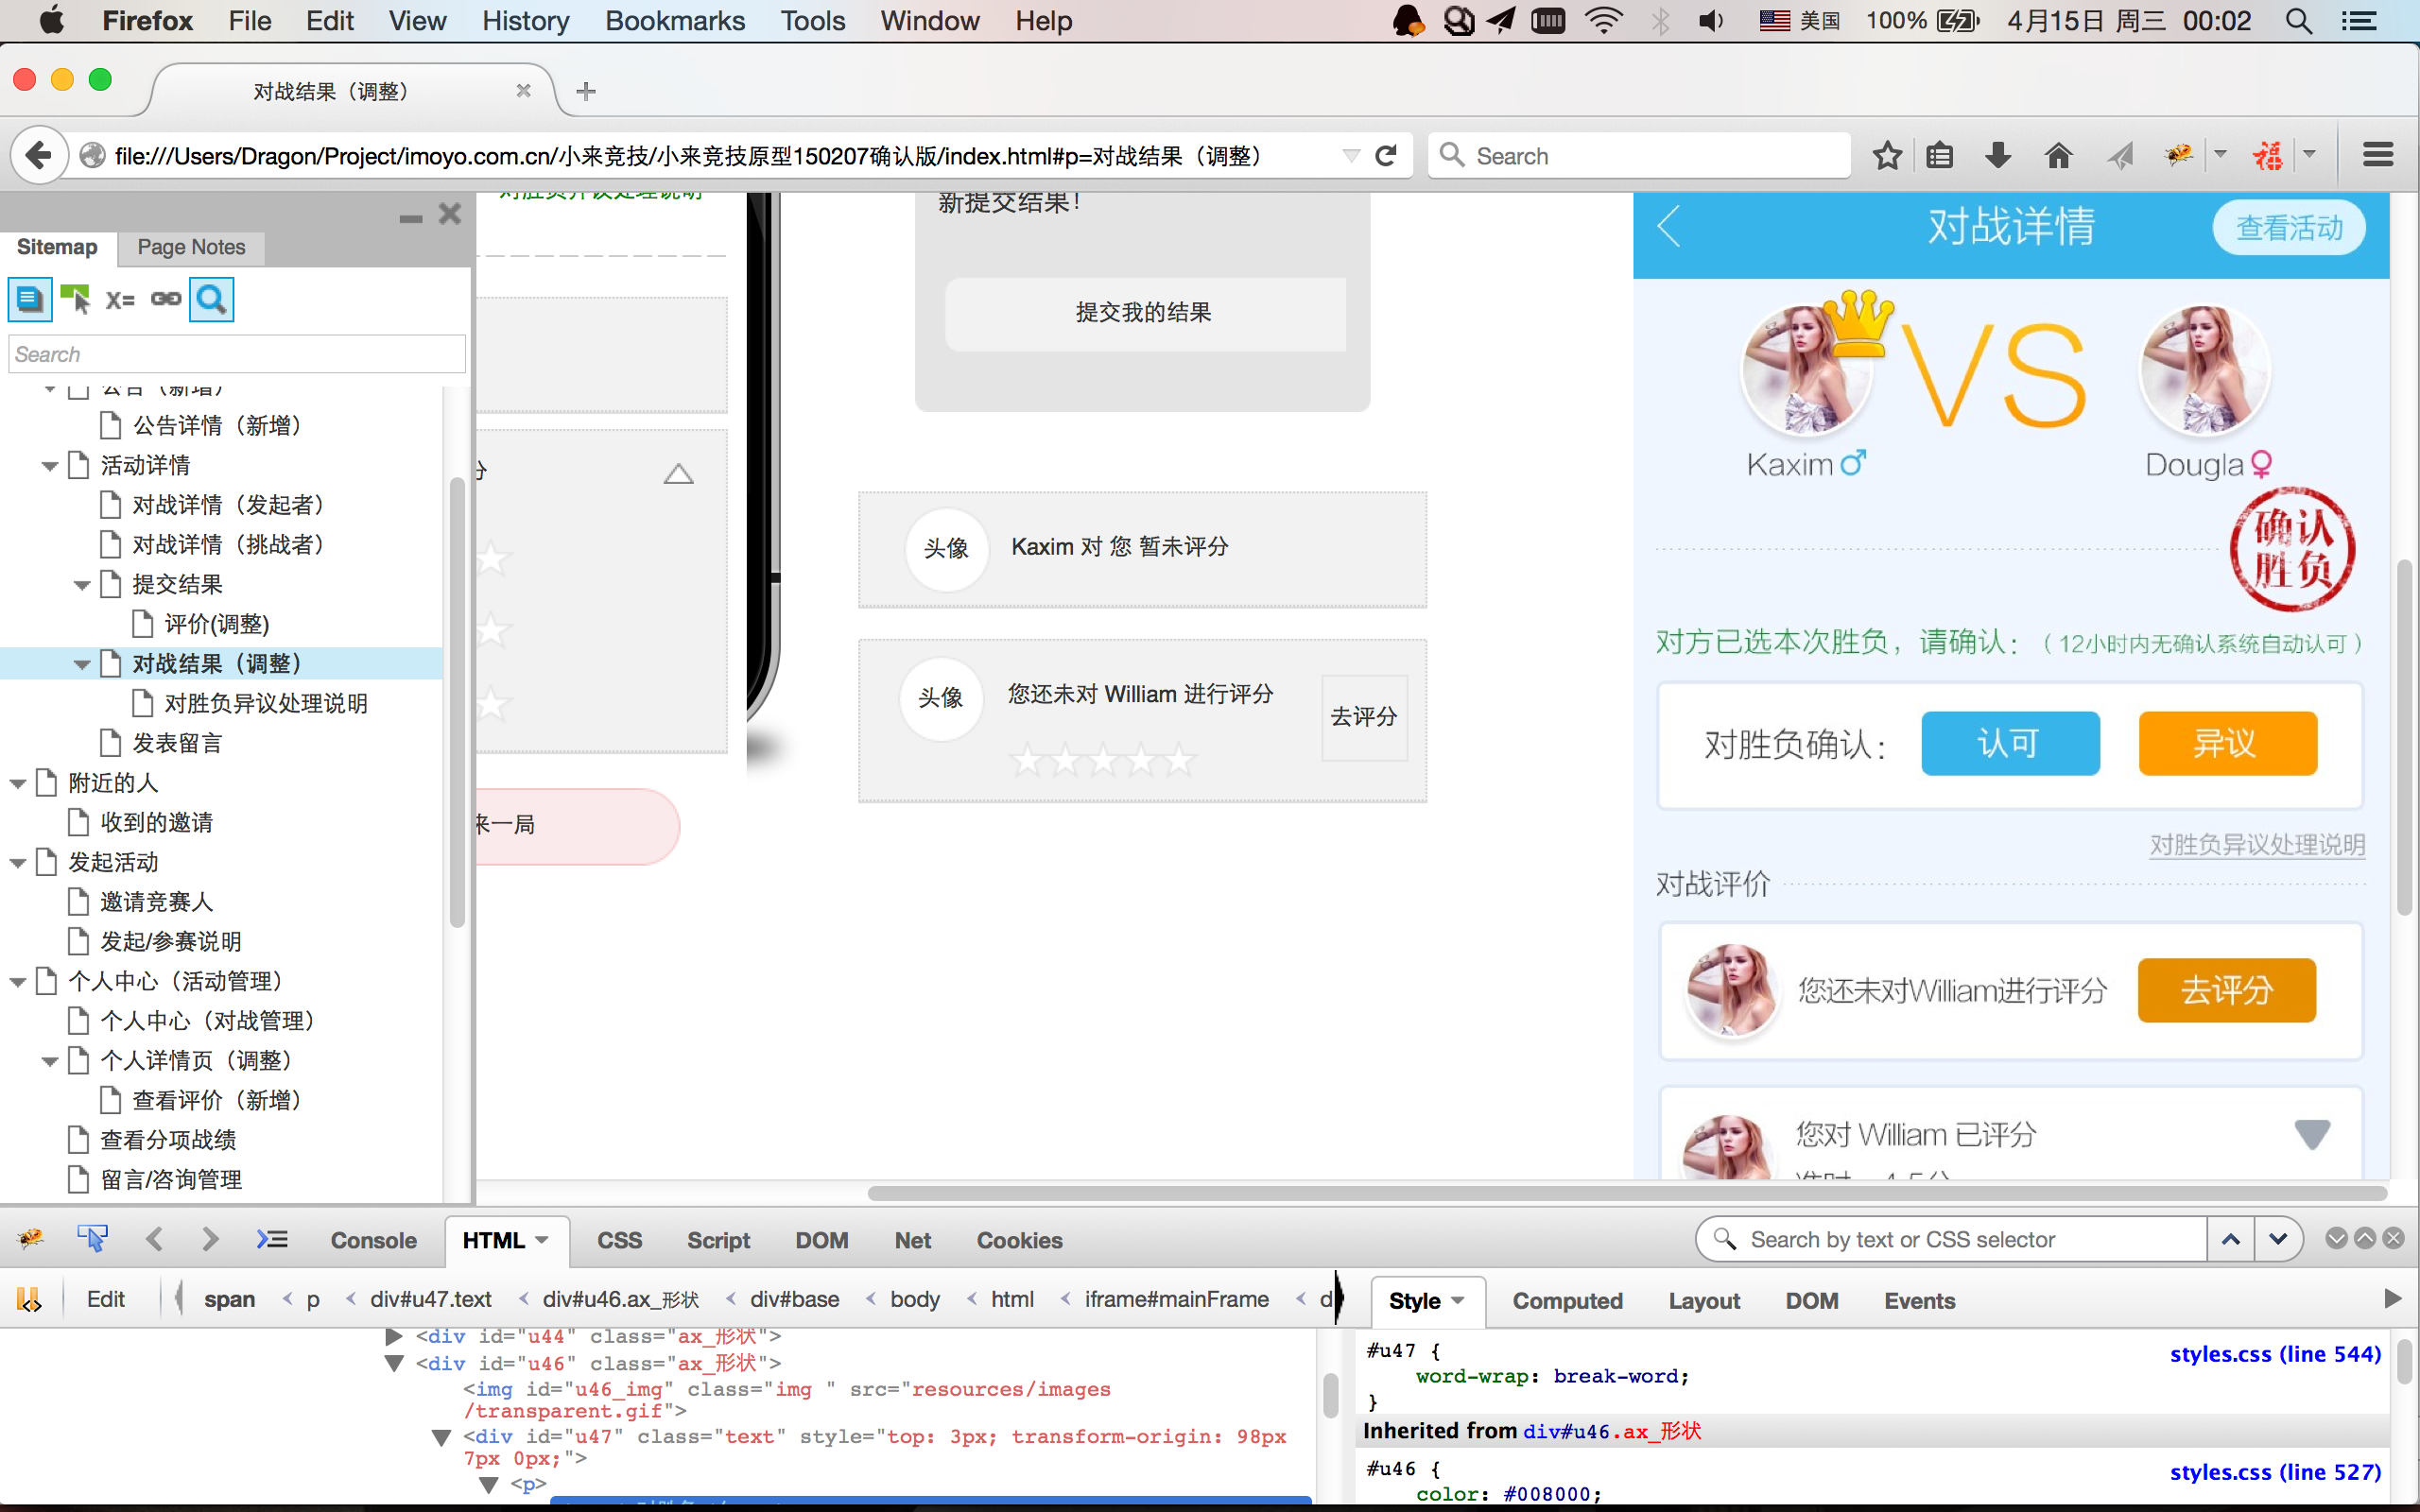 Firefox File Edit View History Bookmarks Tools Window Help 美国 100% 4月15日 周三 00:02
对战结果（调整）
file:///Users/Dragon/Project/imoyo.com.cn/小来竞技/小来竞技原型150207确认版/index.html#p=对战结果（调整）
Search
福
Sitemap Page Notes
X=
Search
公告（新增）
公告详情（新增）
活动详情
对战详情（发起者）
对战详情（挑战者）
提交结果
评价(调整)
对战结果（调整）
对胜负异议处理说明
发表留言
附近的人
收到的邀请
发起活动
邀请竞赛人
发起/参赛说明
个人中心（活动管理）
个人中心（对战管理）
个人详情页（调整）
查看评价（新增）
查看分项战绩
留言/咨询管理
对胜负异议处理说明
分
来一局
新提交结果！
提交我的结果
头像
Kaxim 对 您 暂未评分
头像
您还未对 William 进行评分
去评分
对战详情
查看活动
VS
Kaxim♂
Dougla♀
确认
胜负
对方已选本次胜负，请确认：（ 12小时内无确认系统自动认可 ）
对胜负确认：
认可
异议
对胜负异议处理说明
对战评价
您还未对William进行评分
去评分
您对 William 已评分
准时 4.5分
Console HTML CSS Script DOM Net Cookies
Search by text or CSS selector
Edit span < p < div#u47.text < div#u46.ax_形状 < div#base < body < html < iframe#mainFrame < d
Style Computed Layout DOM Events
<div id="u44" class="ax_形状">
<div id="u46" class="ax_形状">
<img id="u46_img" class="img " src="resources/images
/transparent.gif">
<div id="u47" class="text" style="top: 3px; transform-origin: 98px
7px 0px;">
<p>
#u47 {
styles.css (line 544)
word-wrap: break-word;
}
Inherited from div#u46.ax_形状
#u46 {
styles.css (line 527)
color: #008000;